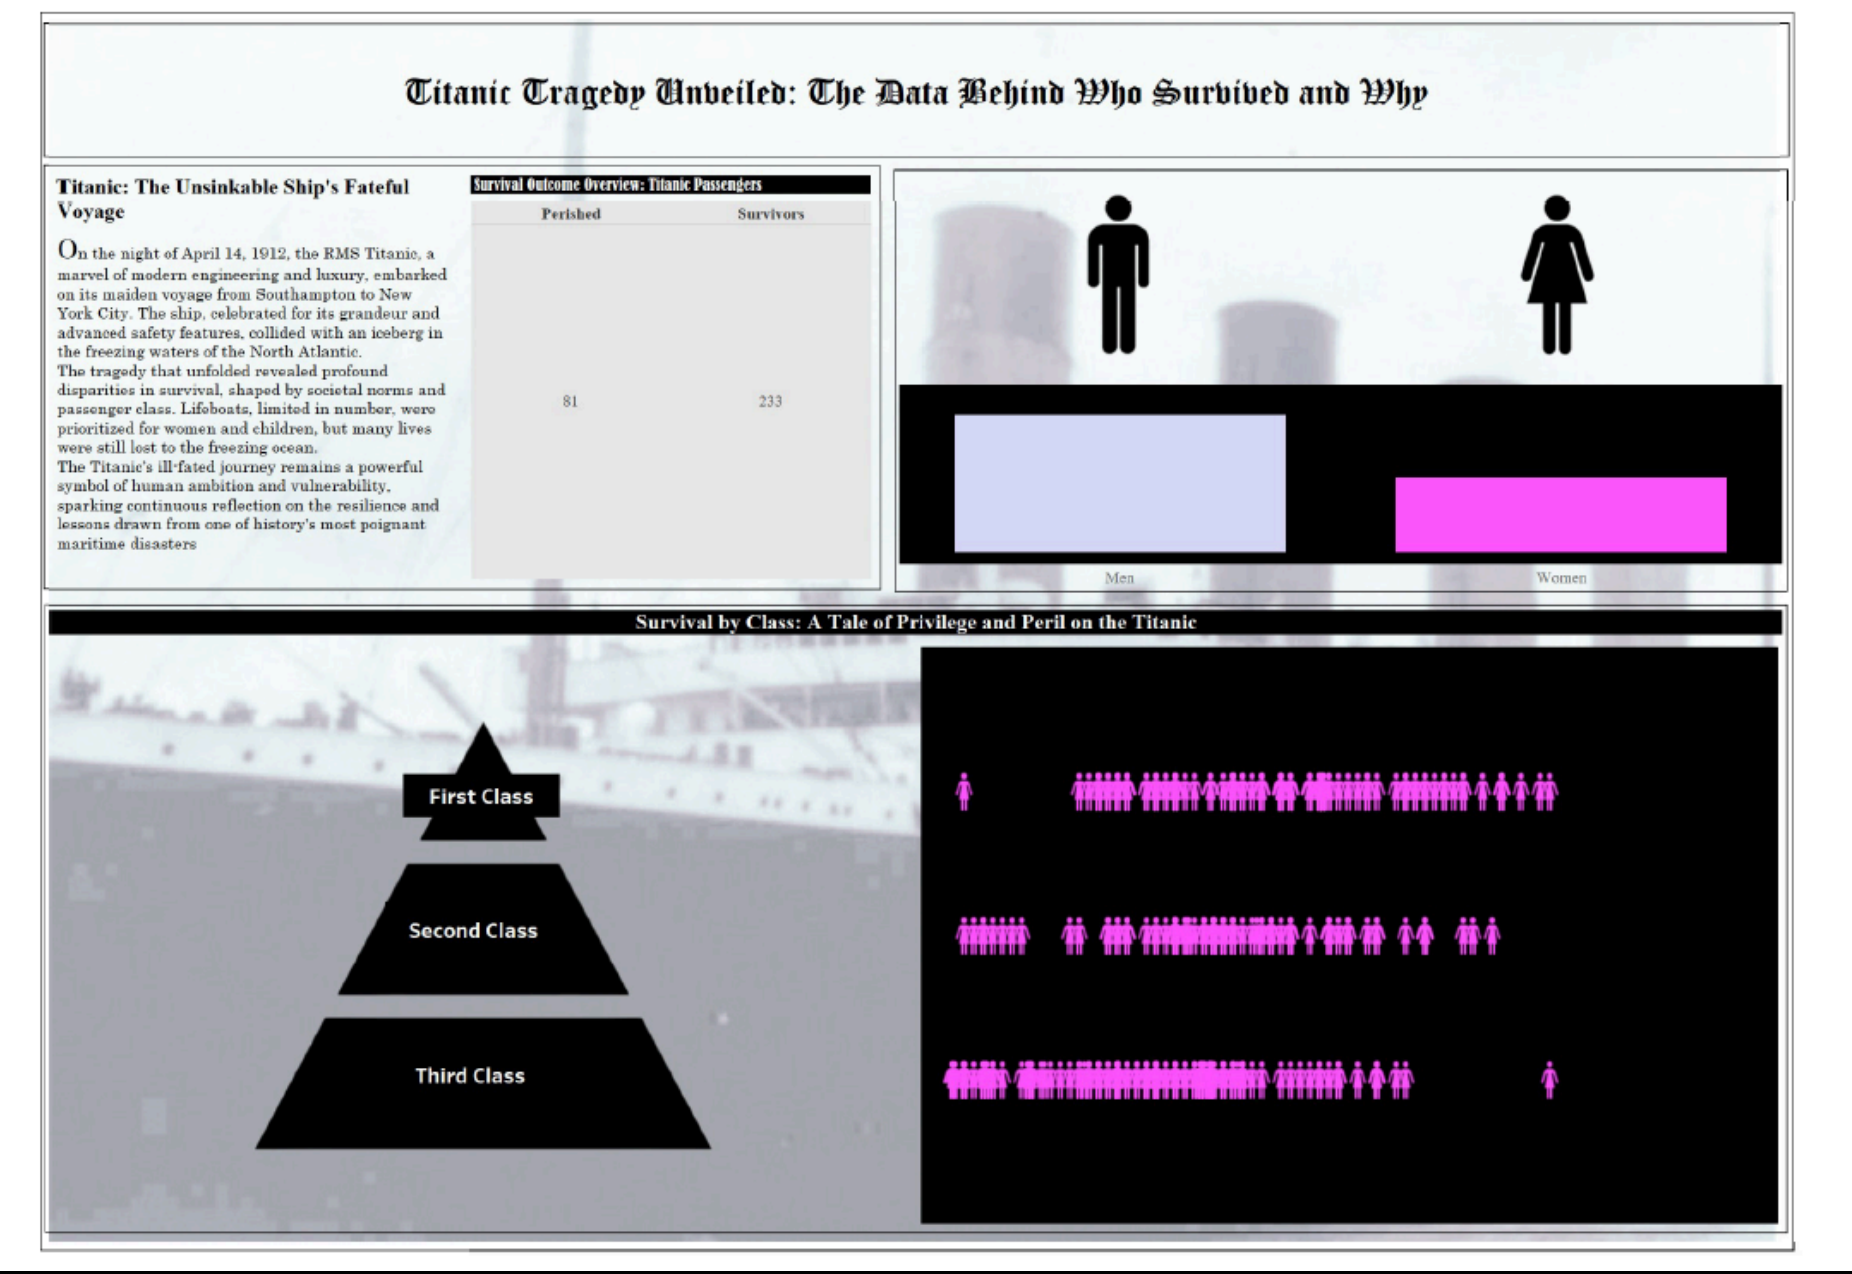 Titanic Tragedy Unveiled: The Data Behind Who Survived and Why
Titanic: The Unsinkable Ship's Fateful
Voyage
On the night of April 14, 1912, the RMS Titanic, a
marvel of modern engineering and luxury, embarked
on its maiden voyage from Southampton to New
York City. The ship, celebrated for its grandeur and
advanced safety features, collided with an iceberg in
the freezing waters of the North Atlantic.
The tragedy that unfolded revealed profound
disparities in survival, shaped by societal norms and
passenger class. Lifeboats, limited in number, were
prioritized for women and children, but many lives
were still lost to the freezing ocean.
The Titanic's ill-fated journey remains a powerful
symbol of human ambition and vulnerability,
sparking continuous reflection on the resilience and
lessons drawn from one of history's most poignant
maritime disasters
Survival Outcome Overview: Titanic Passengers
Perished Survivors
81 233
Men Women
Survival by Class: A Tale of Privilege and Peril on the Titanic
First Class
Second Class
Third Class